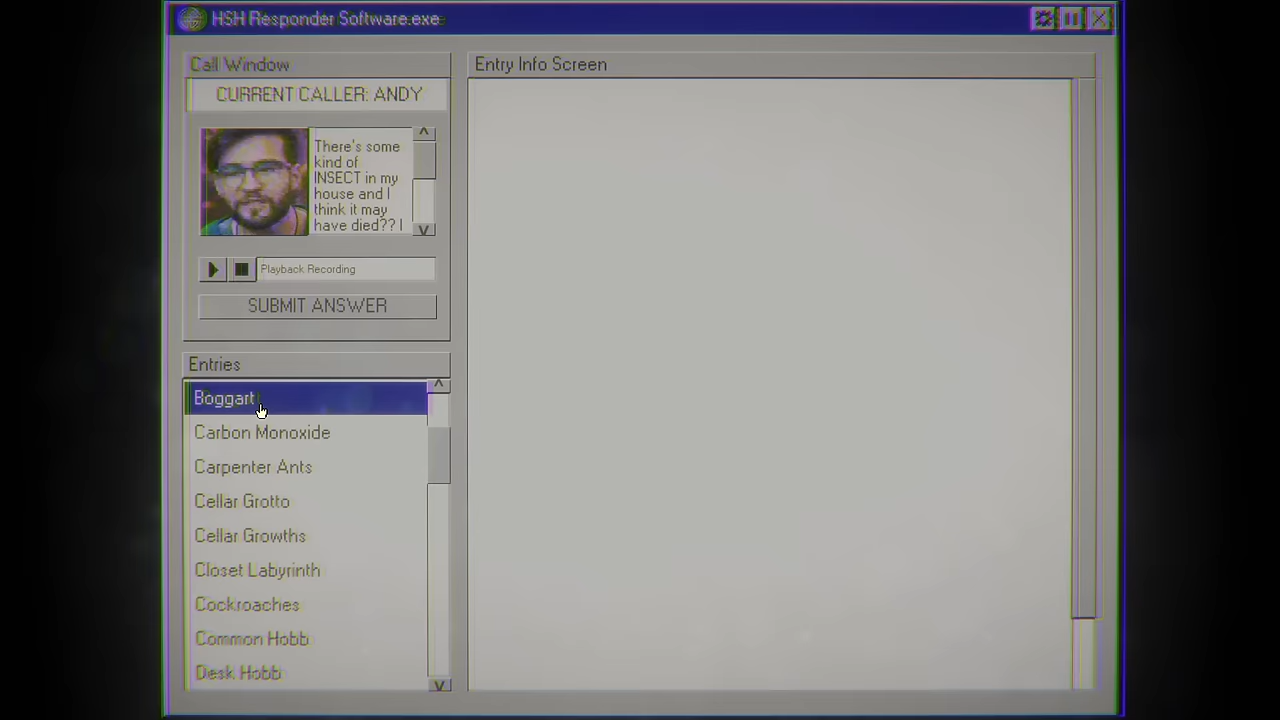 HSH Responder Software.exe
Call Window
CURRENT CALLER: ANDY
There's some
kind of
INSECT in my
house and I
think it may
have died?? I
Playback Recording
SUBMIT ANSWER
Entries
Boggart
Carbon Monoxide
Carpenter Ants
Cellar Grotto
Cellar Growths
Closet Labyrinth
Cockroaches
Common Hobb
Desk Hobb
Entry Info Screen